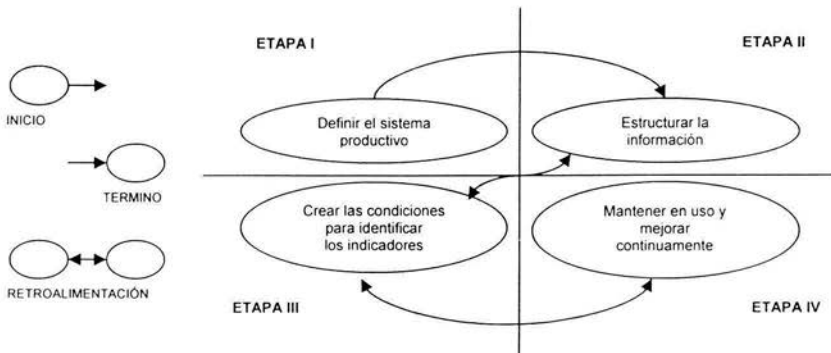 ETAPA I
ETAPA II
INICIO
Definir el sistema
productivo
Estructurar la
información
TERMINO
Crear las condiciones
para identificar
los indicadores
Mantener en uso y
mejorar
continuamente
RETROALIMENTACIÓN
ETAPA III
ETAPA IV